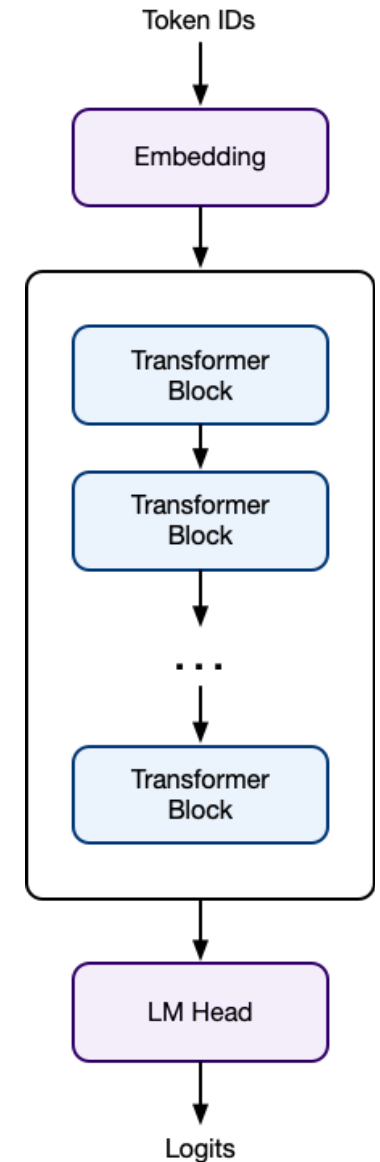 Token IDs
Embedding
Transformer
Block
Transformer
Block
...
Transformer
Block
LM Head
Logits